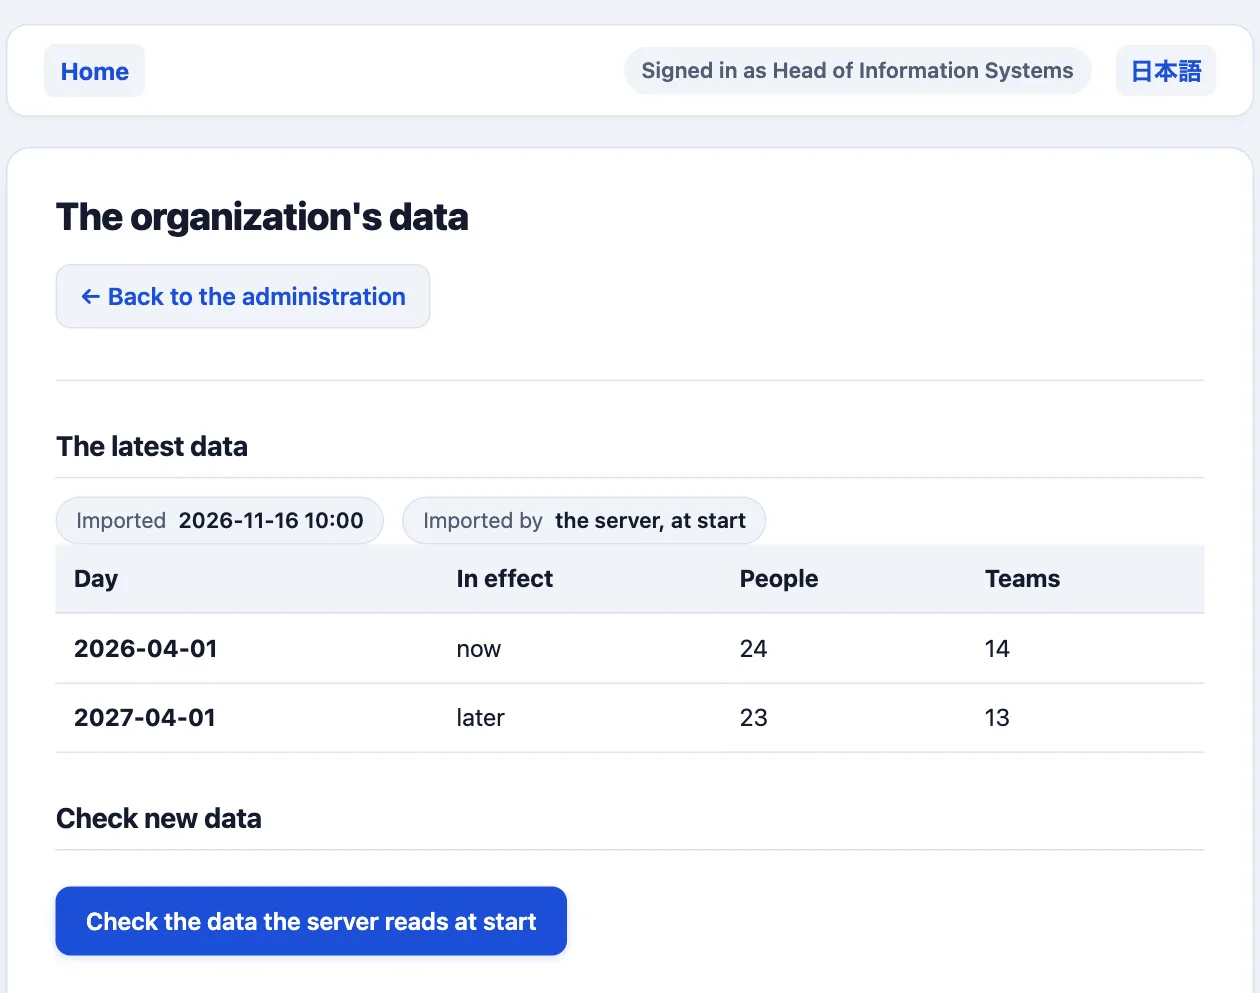 Home
Signed in as Head of Information Systems
日本語
The organization's data
← Back to the administration
The latest data
Imported 2026-11-16 10:00
Imported by the server, at start
Day In effect People Teams
2026-04-01 now 24 14
2027-04-01 later 23 13
Check new data
Check the data the server reads at start